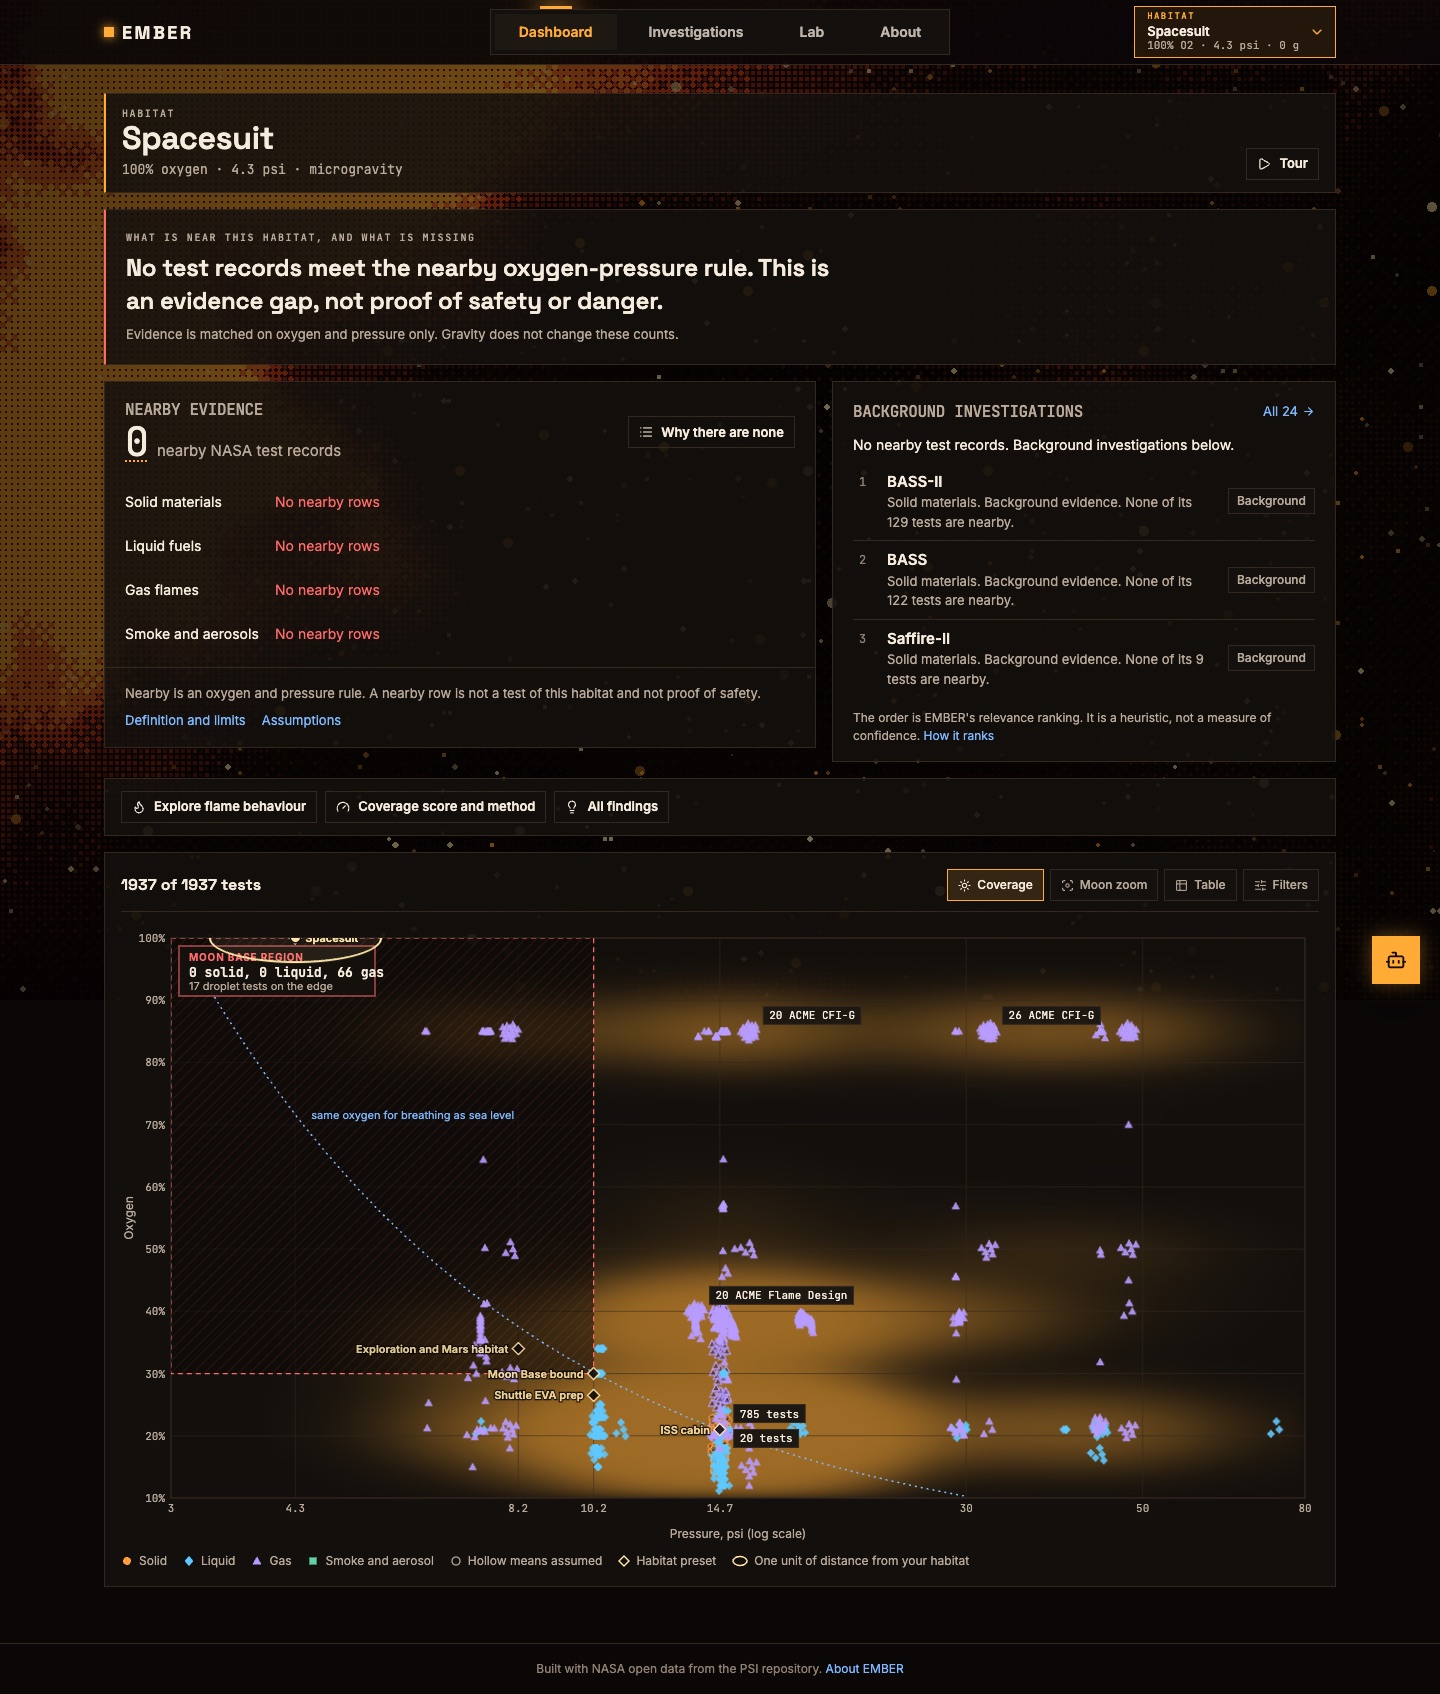 EMBER
Dashboard
Investigations
Lab
About
HABITAT
Spacesuit
100% O2 · 4.3 psi · 0 g
HABITAT
Spacesuit
100% oxygen · 4.3 psi · microgravity
Tour
WHAT IS NEAR THIS HABITAT, AND WHAT IS MISSING
No test records meet the nearby oxygen-pressure rule. This is
an evidence gap, not proof of safety or danger.
Evidence is matched on oxygen and pressure only. Gravity does not change these counts.
NEARBY EVIDENCE
0 nearby NASA test records
Why there are none
Solid materials No nearby rows
Liquid fuels No nearby rows
Gas flames No nearby rows
Smoke and aerosols No nearby rows
Nearby is an oxygen and pressure rule. A nearby row is not a test of this habitat and not proof of safety.
Definition and limits Assumptions
BACKGROUND INVESTIGATIONS
All 24 →
No nearby test records. Background investigations below.
1 BASS-II
Solid materials. Background evidence. None of its
129 tests are nearby.
Background
2 BASS
Solid materials. Background evidence. None of its
122 tests are nearby.
Background
3 Saffire-II
Solid materials. Background evidence. None of its 9
tests are nearby.
Background
The order is EMBER's relevance ranking. It is a heuristic, not a measure of
confidence. How it ranks
Explore flame behaviour
Coverage score and method
All findings
1937 of 1937 tests
Coverage
Moon zoom
Table
Filters
100%
Spacesuit
MOON BASE REGION
0 solid, 0 liquid, 66 gas
17 droplet tests on the edge
90%
20 ACME CFI-G
26 ACME CFI-G
80%
same oxygen for breathing as sea level
70%
60%
Oxygen
50%
20 ACME Flame Design
40%
Exploration and Mars habitat
30%
Moon Base bound
Shuttle EVA prep
785 tests
ISS cabin
20 tests
20%
10%
3 4.3 8.2 10.2 14.7 30 50 80
Pressure, psi (log scale)
Solid
Liquid
Gas
Smoke and aerosol
Hollow means assumed
Habitat preset
One unit of distance from your habitat
Built with NASA open data from the PSI repository. About EMBER